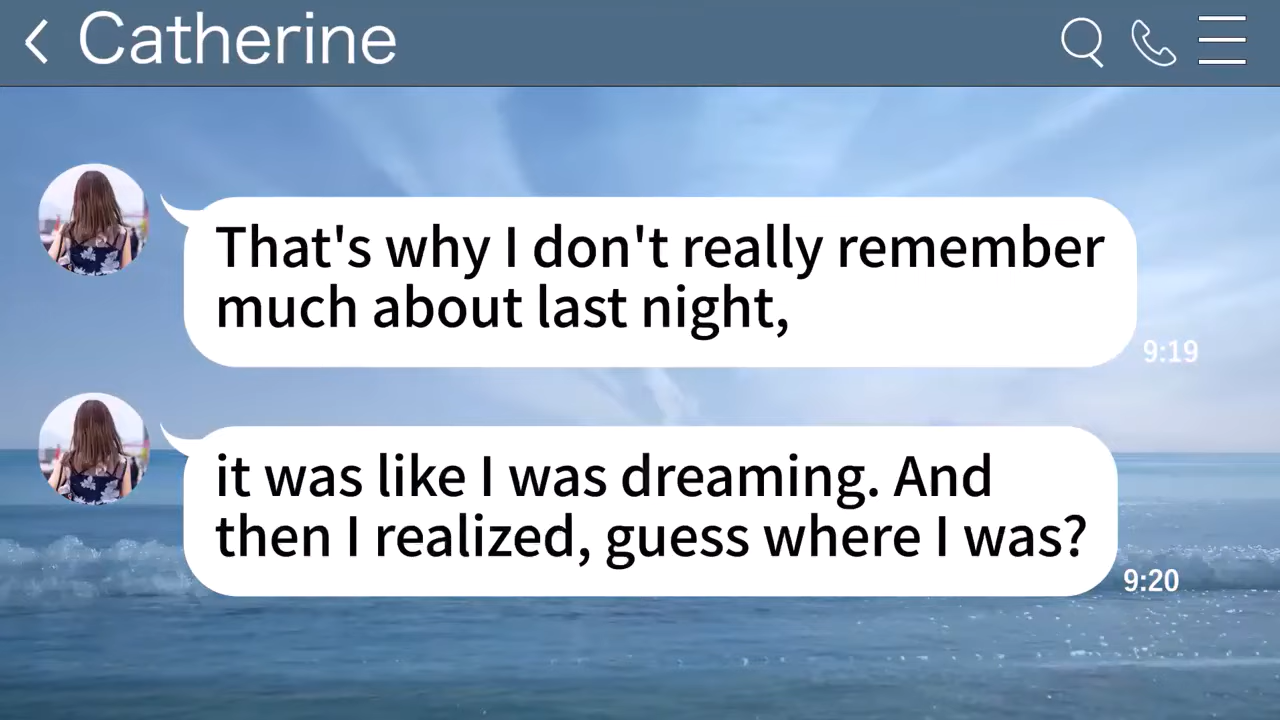 Catherine
That's why I don't really remember
much about last night,
9:19
it was like I was dreaming. And
then I realized, guess where I was?
9:20